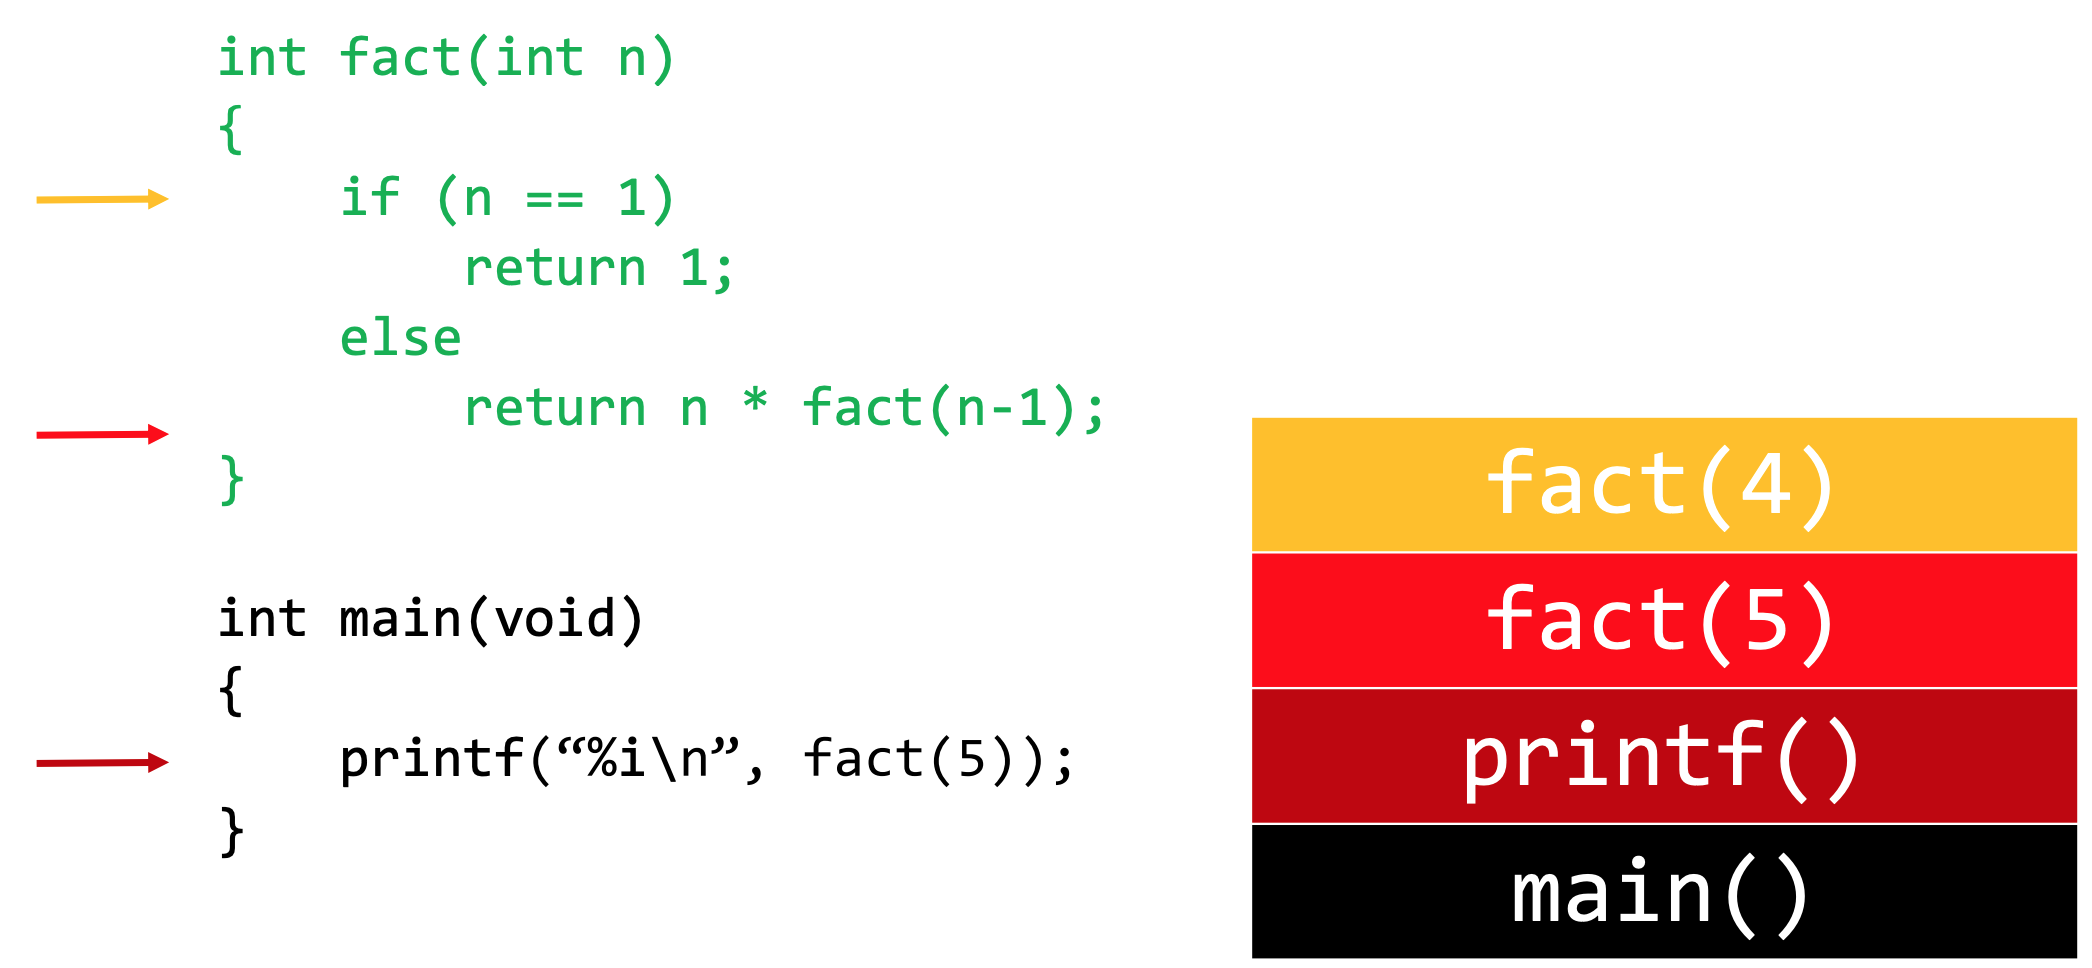 int fact(int n)
{
    if (n == 1)
        return 1;
    else
        return n * fact(n-1);
}
int main(void)
{
    printf(“%i\n”, fact(5));
}
fact(4)
fact(5)
printf()
main()